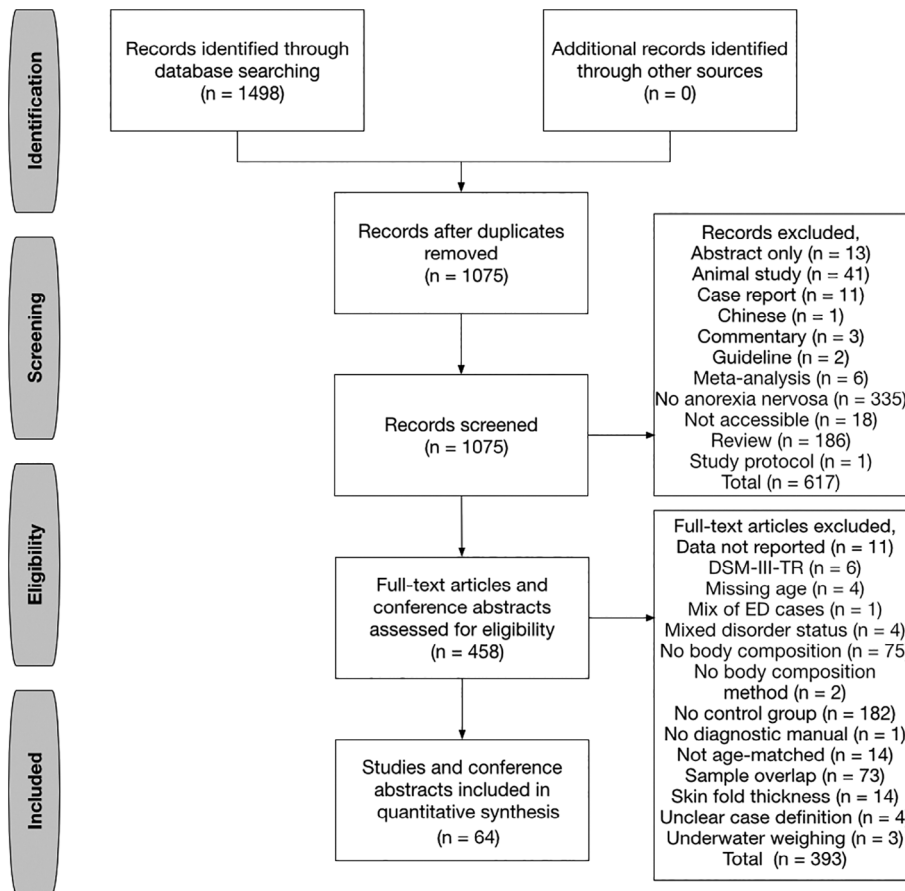 Identification
Records identified through
database searching
(n = 1498)
Additional records identified
through other sources
(n = 0)
Records after duplicates
removed
(n = 1075)
Screening
Records screened
(n = 1075)
Records excluded,
Abstract only (n = 13)
Animal study (n = 41)
Case report (n = 11)
Chinese (n = 1)
Commentary (n = 3)
Guideline (n = 2)
Meta-analysis (n = 6)
No anorexia nervosa (n = 335)
Not accessible (n = 18)
Review (n = 186)
Study protocol (n = 1)
Total (n = 617)
Eligibility
Full-text articles and
conference abstracts
assessed for eligibility
(n = 458)
Full-text articles excluded,
Data not reported (n = 11)
DSM-III-TR (n = 6)
Missing age (n = 4)
Mix of ED cases (n = 1)
Mixed disorder status (n = 4)
No body composition (n = 75
No body composition
method (n = 2)
No control group (n = 182)
No diagnostic manual (n = 1)
Not age-matched (n = 14)
Sample overlap (n = 73)
Skin fold thickness (n = 14)
Unclear case definition (n = 4
Underwater weighing (n = 3)
Total (n = 393)
Included
Studies and conference
abstracts included in
quantitative synthesis
(n = 64)